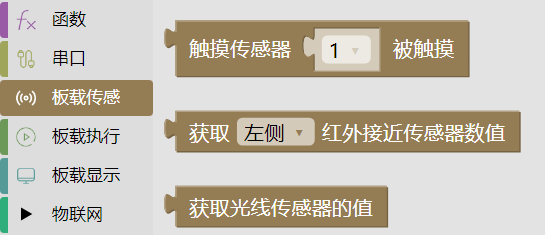 函数
串口
板载传感
板载执行
板载显示
物联网
触摸传感器 1 被触摸
获取 左侧 红外接近传感器数值
获取光线传感器的值